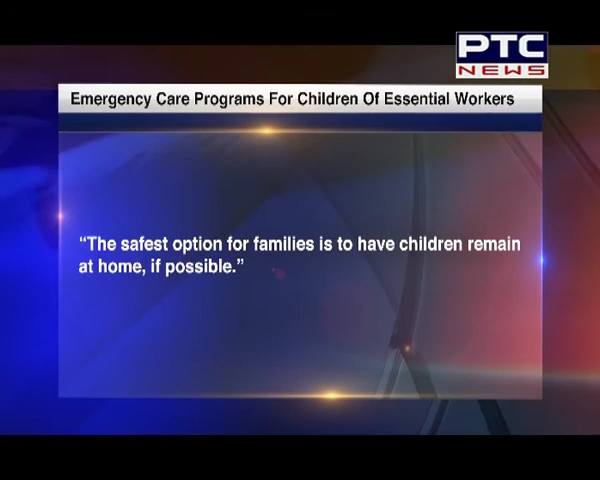 PTC
NEWS
Emergency Care Programs For Children Of Essential Workers
“The safest option for families is to have children remain
at home, if possible.”